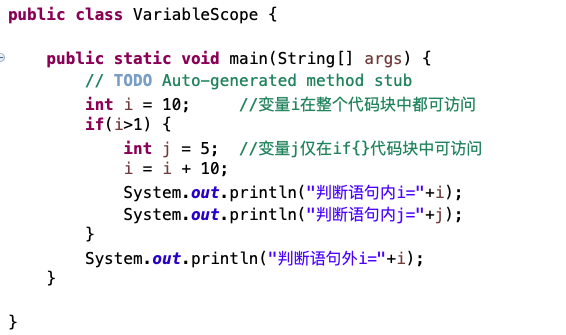 public class VariableScope {
public static void main(String[] args) {
// TODO Auto-generated method stub
int i = 10;     //变量i在整个代码块中都可访问
if(i>1) {
int j = 5;  //变量j仅在if{}代码块中可访问
i = i + 10;
System.out.println("判断语句内i="+i);
System.out.println("判断语句内j="+j);
}
System.out.println("判断语句外i="+i);
}
}